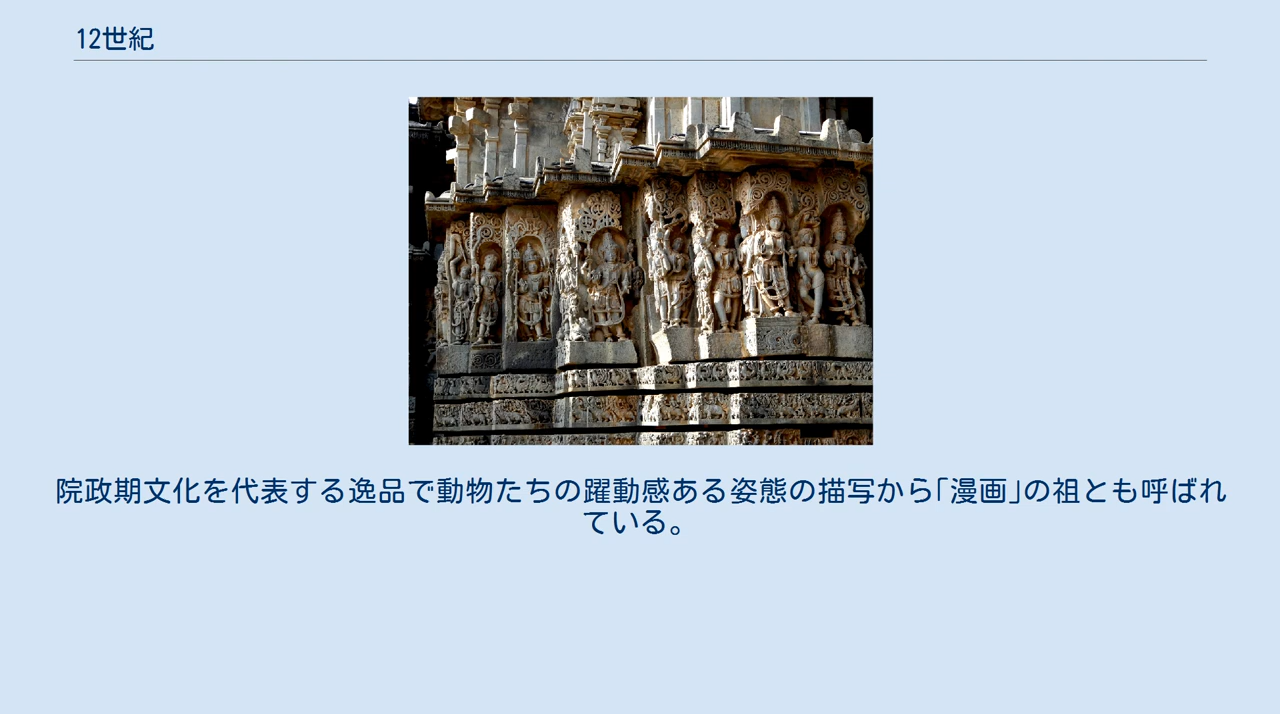 12世紀
院政期文化を代表する逸品で動物たちの躍動感ある姿態の描写から｢漫画｣の祖とも呼ばれ
ている。